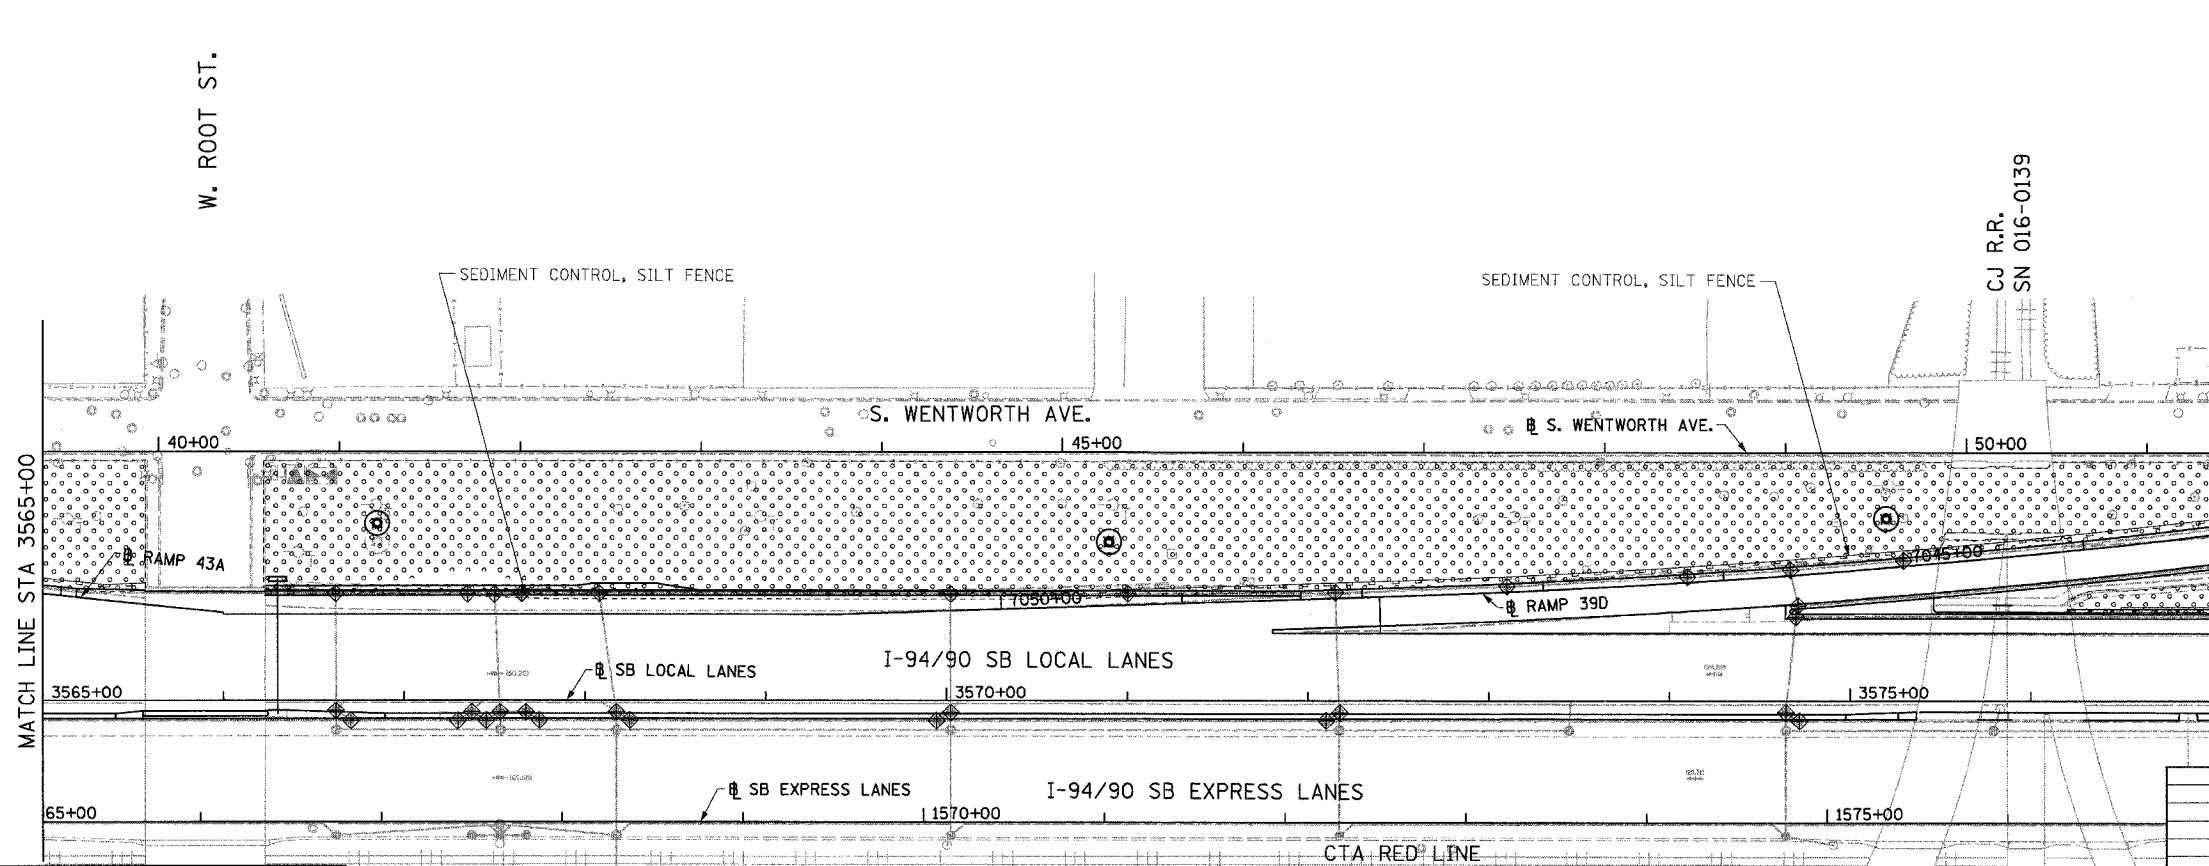 W. ROOT ST.
SEDIMENT CONTROL, SILT FENCE
SEDIMENT CONTROL, SILT FENCE
CJ R.R.
SN 016-0139
S. WENTWORTH AVE.
℄ S. WENTWORTH AVE.
40+00
45+00
50+00
MATCH LINE STA 3565+00
℄ RAMP 43A
7045+00
7050+00
℄ RAMP 39D
I-94/90 SB LOCAL LANES
℄ SB LOCAL LANES
3565+00
3570+00
3575+00
℄ SB EXPRESS LANES
I-94/90 SB EXPRESS LANES
65+00
1570+00
1575+00
CTA RED LINE